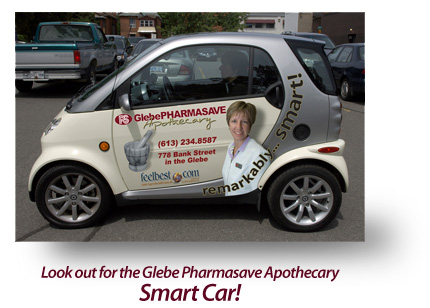 GlebePHARMASAVE
Apothecary
(613) 234.8587
778 Bank Street
in the Glebe
feelbest.com
remarkably... smart!
Look out for the Glebe Pharmasave Apothecary
Smart Car!